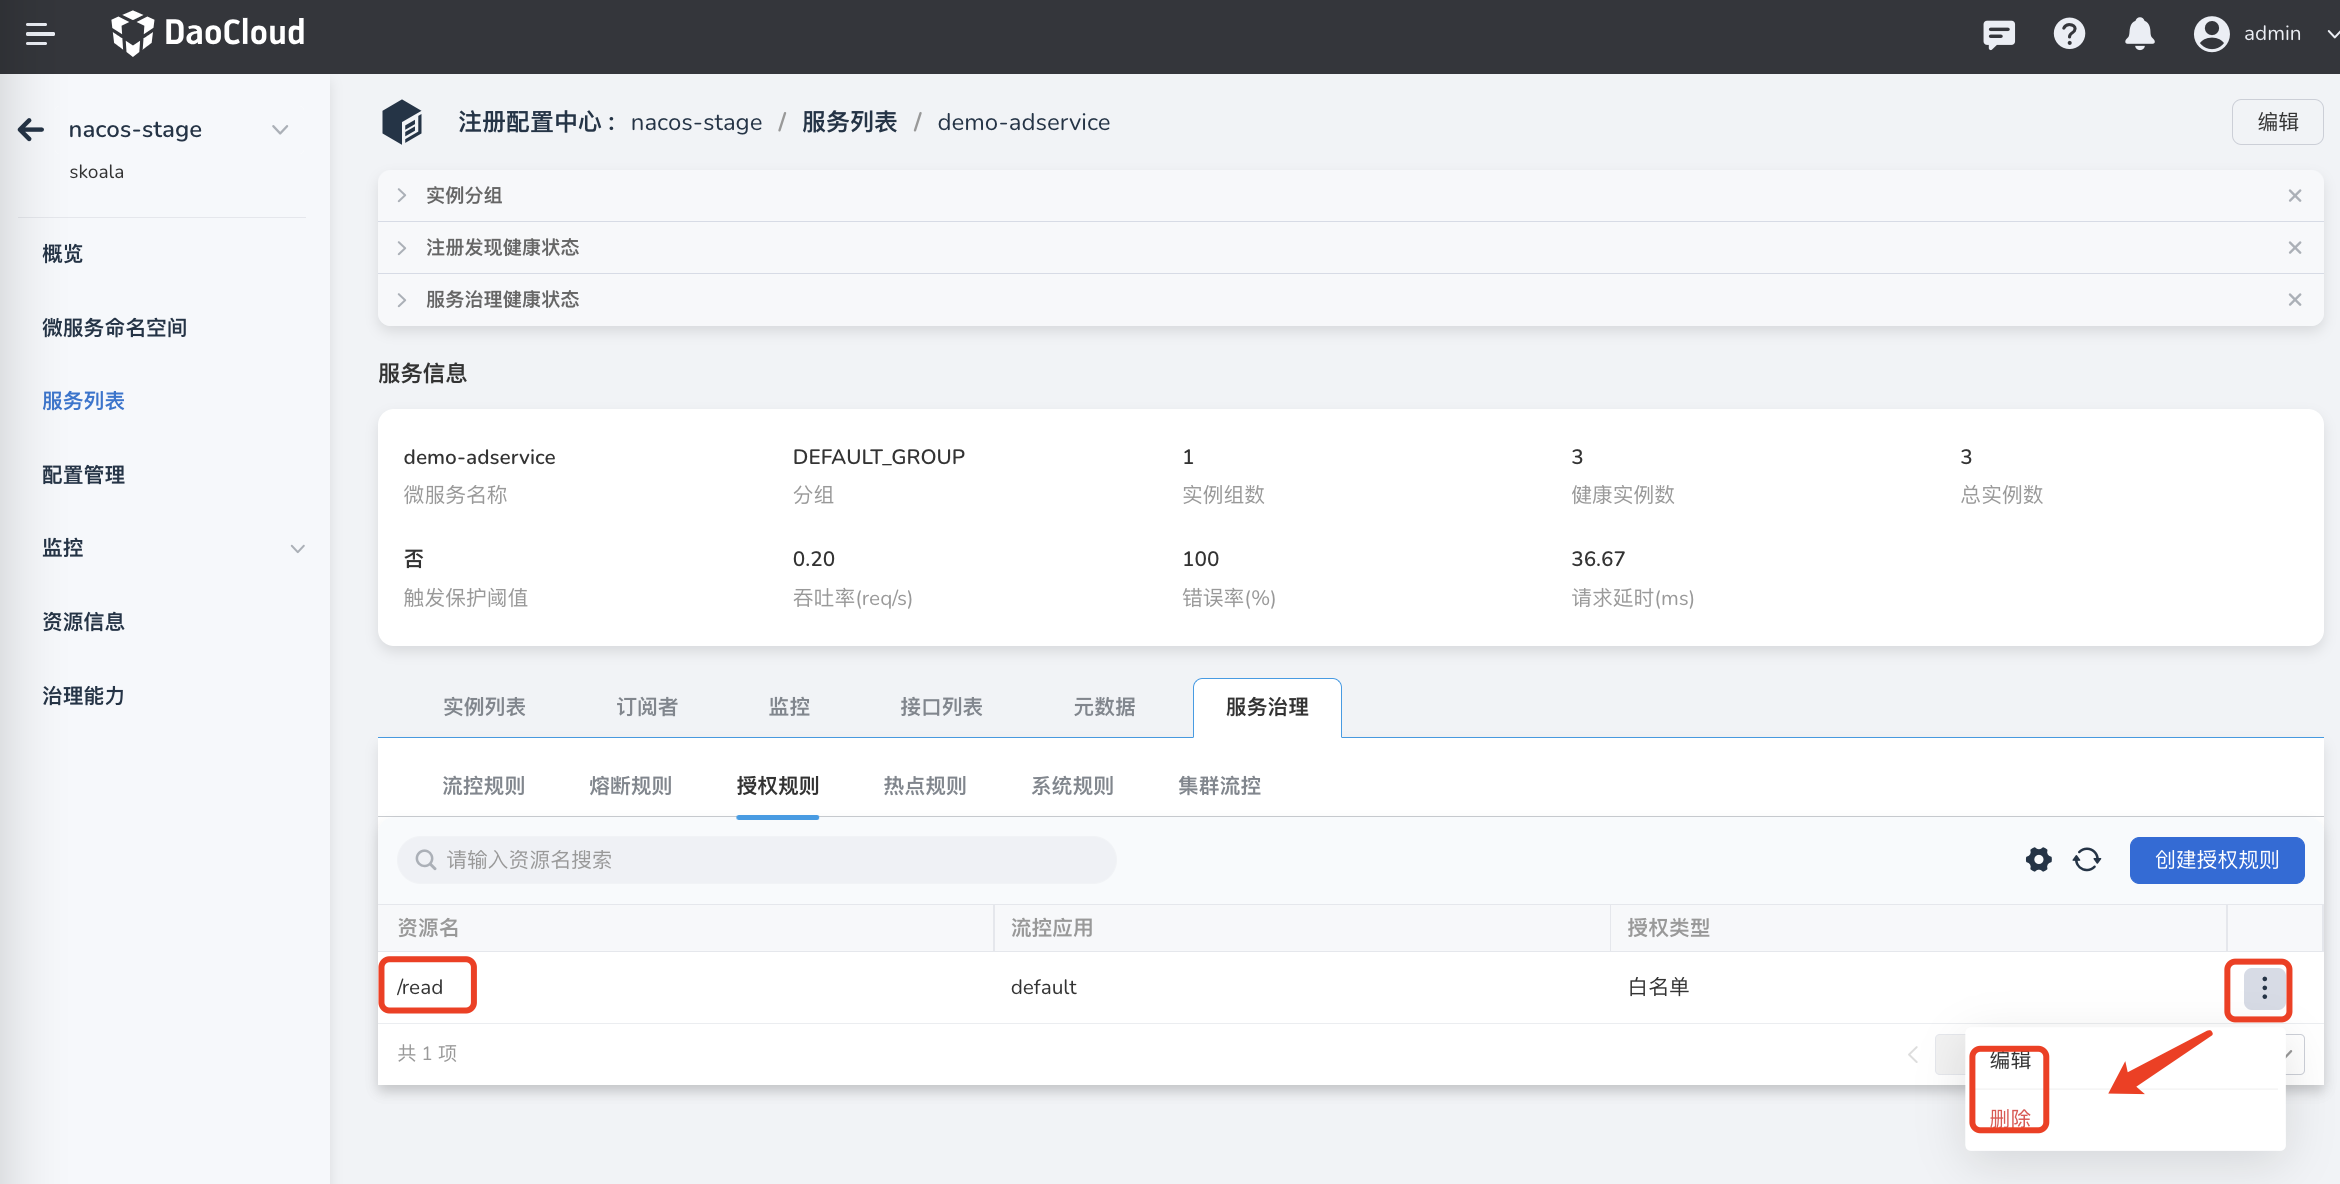 DaoCloud
admin
nacos-stage
skoala
概览
微服务命名空间
服务列表
配置管理
监控
资源信息
治理能力
注册配置中心： nacos-stage / 服务列表 / demo-adservice
编辑
实例分组
注册发现健康状态
服务治理健康状态
服务信息
demo-adservice DEFAULT_GROUP 1 3 3
微服务名称 分组 实例组数 健康实例数 总实例数
否 0.20 100 36.67
触发保护阈值 吞吐率(req/s) 错误率(%) 请求延时(ms)
实例列表 订阅者 监控 接口列表 元数据 服务治理
流控规则 熔断规则 授权规则 热点规则 系统规则 集群流控
请输入资源名搜索 创建授权规则
资源名 流控应用 授权类型
/read default 白名单
共 1 项
编辑
删除